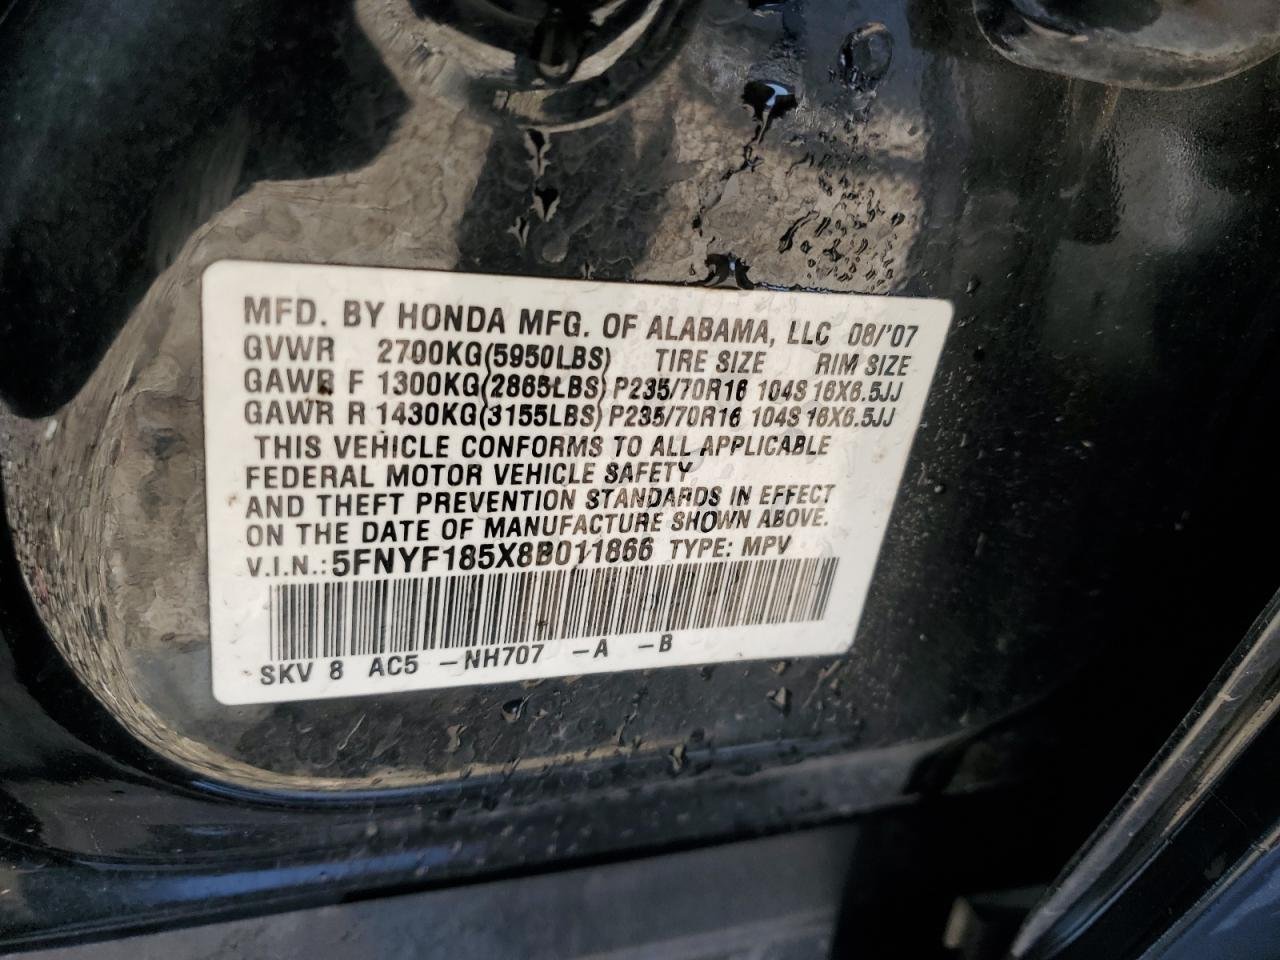 MFD. BY HONDA MFG. OF ALABAMA, LLC 08/'07
GVWR 2700KG(5950LBS) TIRE SIZE RIM SIZE
GAWR F 1300KG(2865LBS) P235/70R16 104S 16X6.5JJ
GAWR R 1430KG(3155LBS) P235/70R16 104S 16X6.5JJ
THIS VEHICLE CONFORMS TO ALL APPLICABLE
FEDERAL MOTOR VEHICLE SAFETY
AND THEFT PREVENTION STANDARDS IN EFFECT
ON THE DATE OF MANUFACTURE SHOWN ABOVE.
V.I.N.: 5FNYF185X8B011866 TYPE: MPV
SKV 8 AC5 -NH707 -A -B